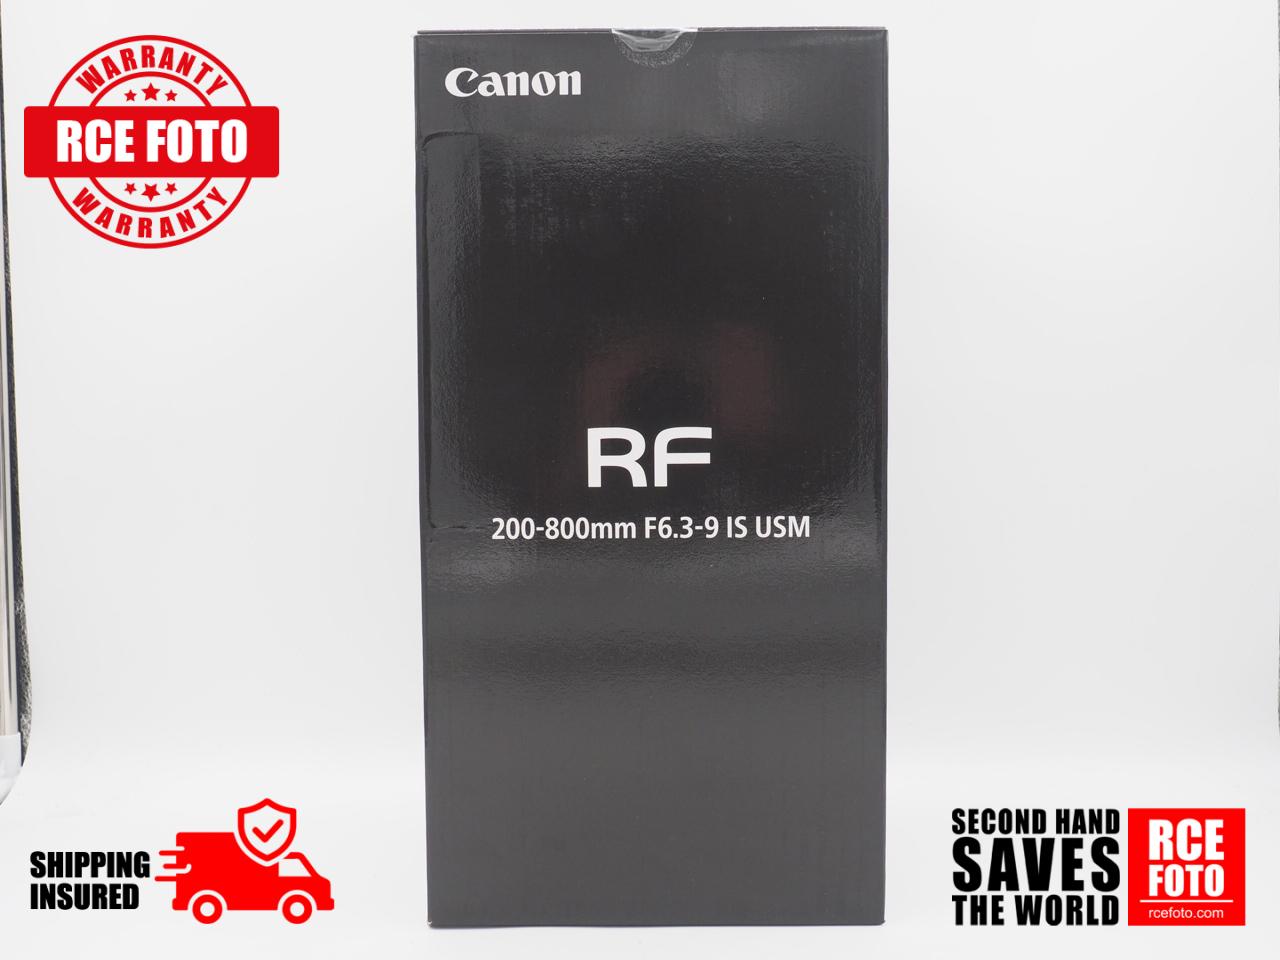 WARRANTY
RCE FOTO
WARRANTY
Canon
RF
200-800mm F6.3-9 IS USM
SHIPPING
INSURED
SECOND HAND
SAVES
THE WORLD
RCE
FOTO
rcefoto.com